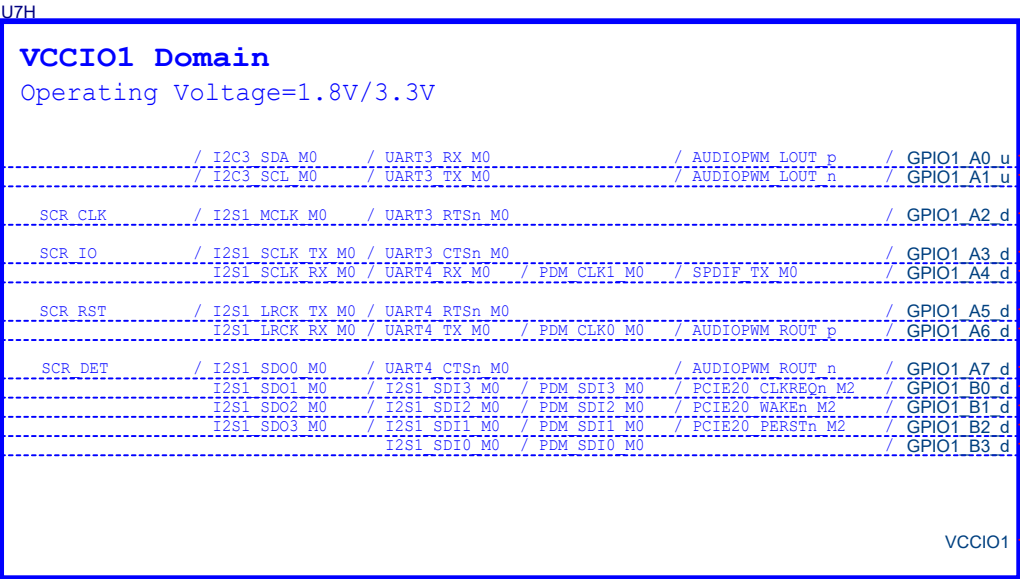 U7H
VCCIO1 Domain
Operating Voltage=1.8V/3.3V
/ I2C3_SDA_M0 / UART3_RX_M0 / AUDIOPWM_LOUT_p / GPIO1_A0_u
/ I2C3_SCL_M0 / UART3_TX_M0 / AUDIOPWM_LOUT_n / GPIO1_A1_u
SCR_CLK / I2S1_MCLK_M0 / UART3_RTSn_M0 / GPIO1_A2_d
SCR_IO / I2S1_SCLK_TX_M0 / UART3_CTSn_M0 / GPIO1_A3_d
I2S1_SCLK_RX_M0 / UART4_RX_M0 / PDM_CLK1_M0 / SPDIF_TX_M0 / GPIO1_A4_d
SCR_RST / I2S1_LRCK_TX_M0 / UART4_RTSn_M0 / GPIO1_A5_d
I2S1_LRCK_RX_M0 / UART4_TX_M0 / PDM_CLK0_M0 / AUDIOPWM_ROUT_p / GPIO1_A6_d
SCR_DET / I2S1_SDO0_M0 / UART4_CTSn_M0 / AUDIOPWM_ROUT_n / GPIO1_A7_d
I2S1_SDO1_M0 / I2S1_SDI3_M0 / PDM_SDI3_M0 / PCIE20_CLKREQn_M2 / GPIO1_B0_d
I2S1_SDO2_M0 / I2S1_SDI2_M0 / PDM_SDI2_M0 / PCIE20_WAKEn_M2 / GPIO1_B1_d
I2S1_SDO3_M0 / I2S1_SDI1_M0 / PDM_SDI1_M0 / PCIE20_PERSTn_M2 / GPIO1_B2_d
I2S1_SDI0_M0 / PDM_SDI0_M0 / GPIO1_B3_d
VCCIO1